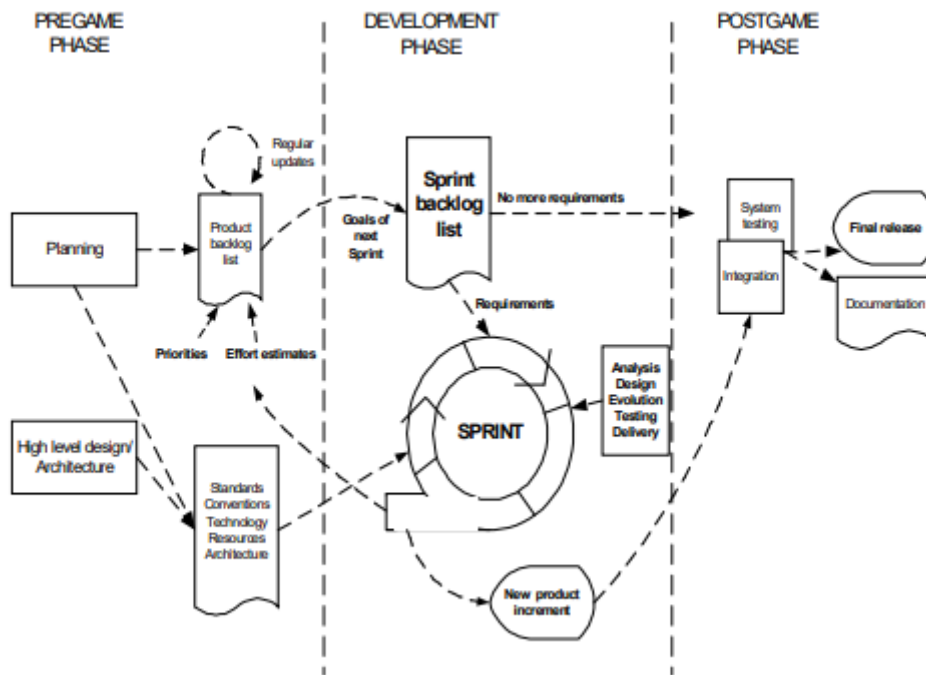 PREGAME
PHASE
DEVELOPMENT
PHASE
POSTGAME
PHASE
Regular
updates
Planning
Product
backlog
list
Goals of
next
Sprint
Sprint
backlog
list
No more requirements
System
testing
Integration
Final release
Documentation
Priorities
Effort estimates
Requirements
High level design/
Architecture
Standards
Conventions
Technology
Resources
Architecture
SPRINT
Analysis
Design
Evolution
Testing
Delivery
New product
increment